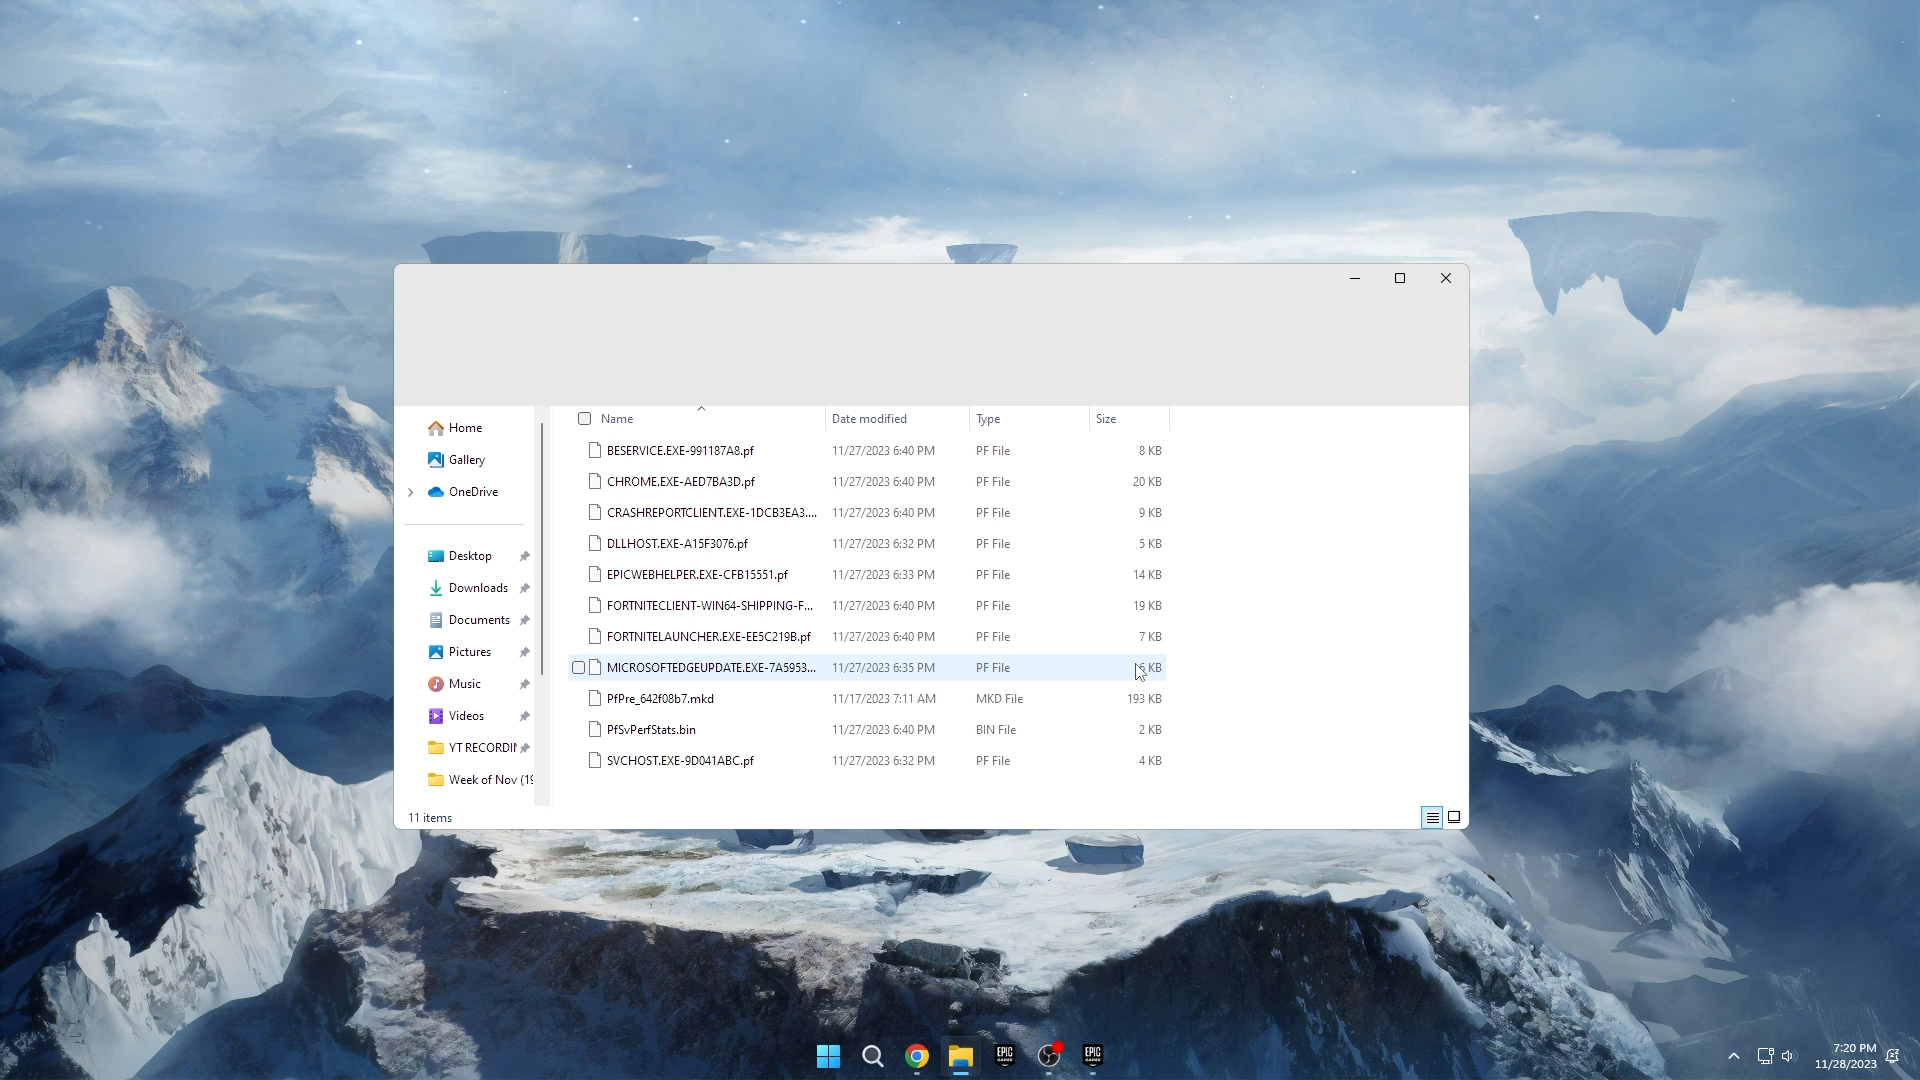 Home
Gallery
OneDrive
Desktop
Downloads
Documents
Pictures
Music
Videos
YT RECORDIN
Week of Nov (19
Name Date modified Type Size
BESERVICE.EXE-991187A8.pf 11/27/2023 6:40 PM PF File 8 KB
CHROME.EXE-AED7BA3D.pf 11/27/2023 6:40 PM PF File 20 KB
CRASHREPORTCLIENT.EXE-1DCB3EA3.... 11/27/2023 6:40 PM PF File 9 KB
DLLHOST.EXE-A15F3076.pf 11/27/2023 6:32 PM PF File 5 KB
EPICWEBHELPER.EXE-CFB15551.pf 11/27/2023 6:33 PM PF File 14 KB
FORTNITECLIENT-WIN64-SHIPPING-F... 11/27/2023 6:40 PM PF File 19 KB
FORTNITELAUNCHER.EXE-EE5C219B.pf 11/27/2023 6:40 PM PF File 7 KB
MICROSOFTEDGEUPDATE.EXE-7A5953... 11/27/2023 6:35 PM PF File KB
PfPre_642f08b7.mkd 11/17/2023 7:11 AM MKD File 193 KB
PfSvPerfStats.bin 11/27/2023 6:40 PM BIN File 2 KB
SVCHOST.EXE-9D041ABC.pf 11/27/2023 6:32 PM PF File 4 KB
11 items
EPIC GAMES
EPIC GAMES
7:20 PM
11/28/2023